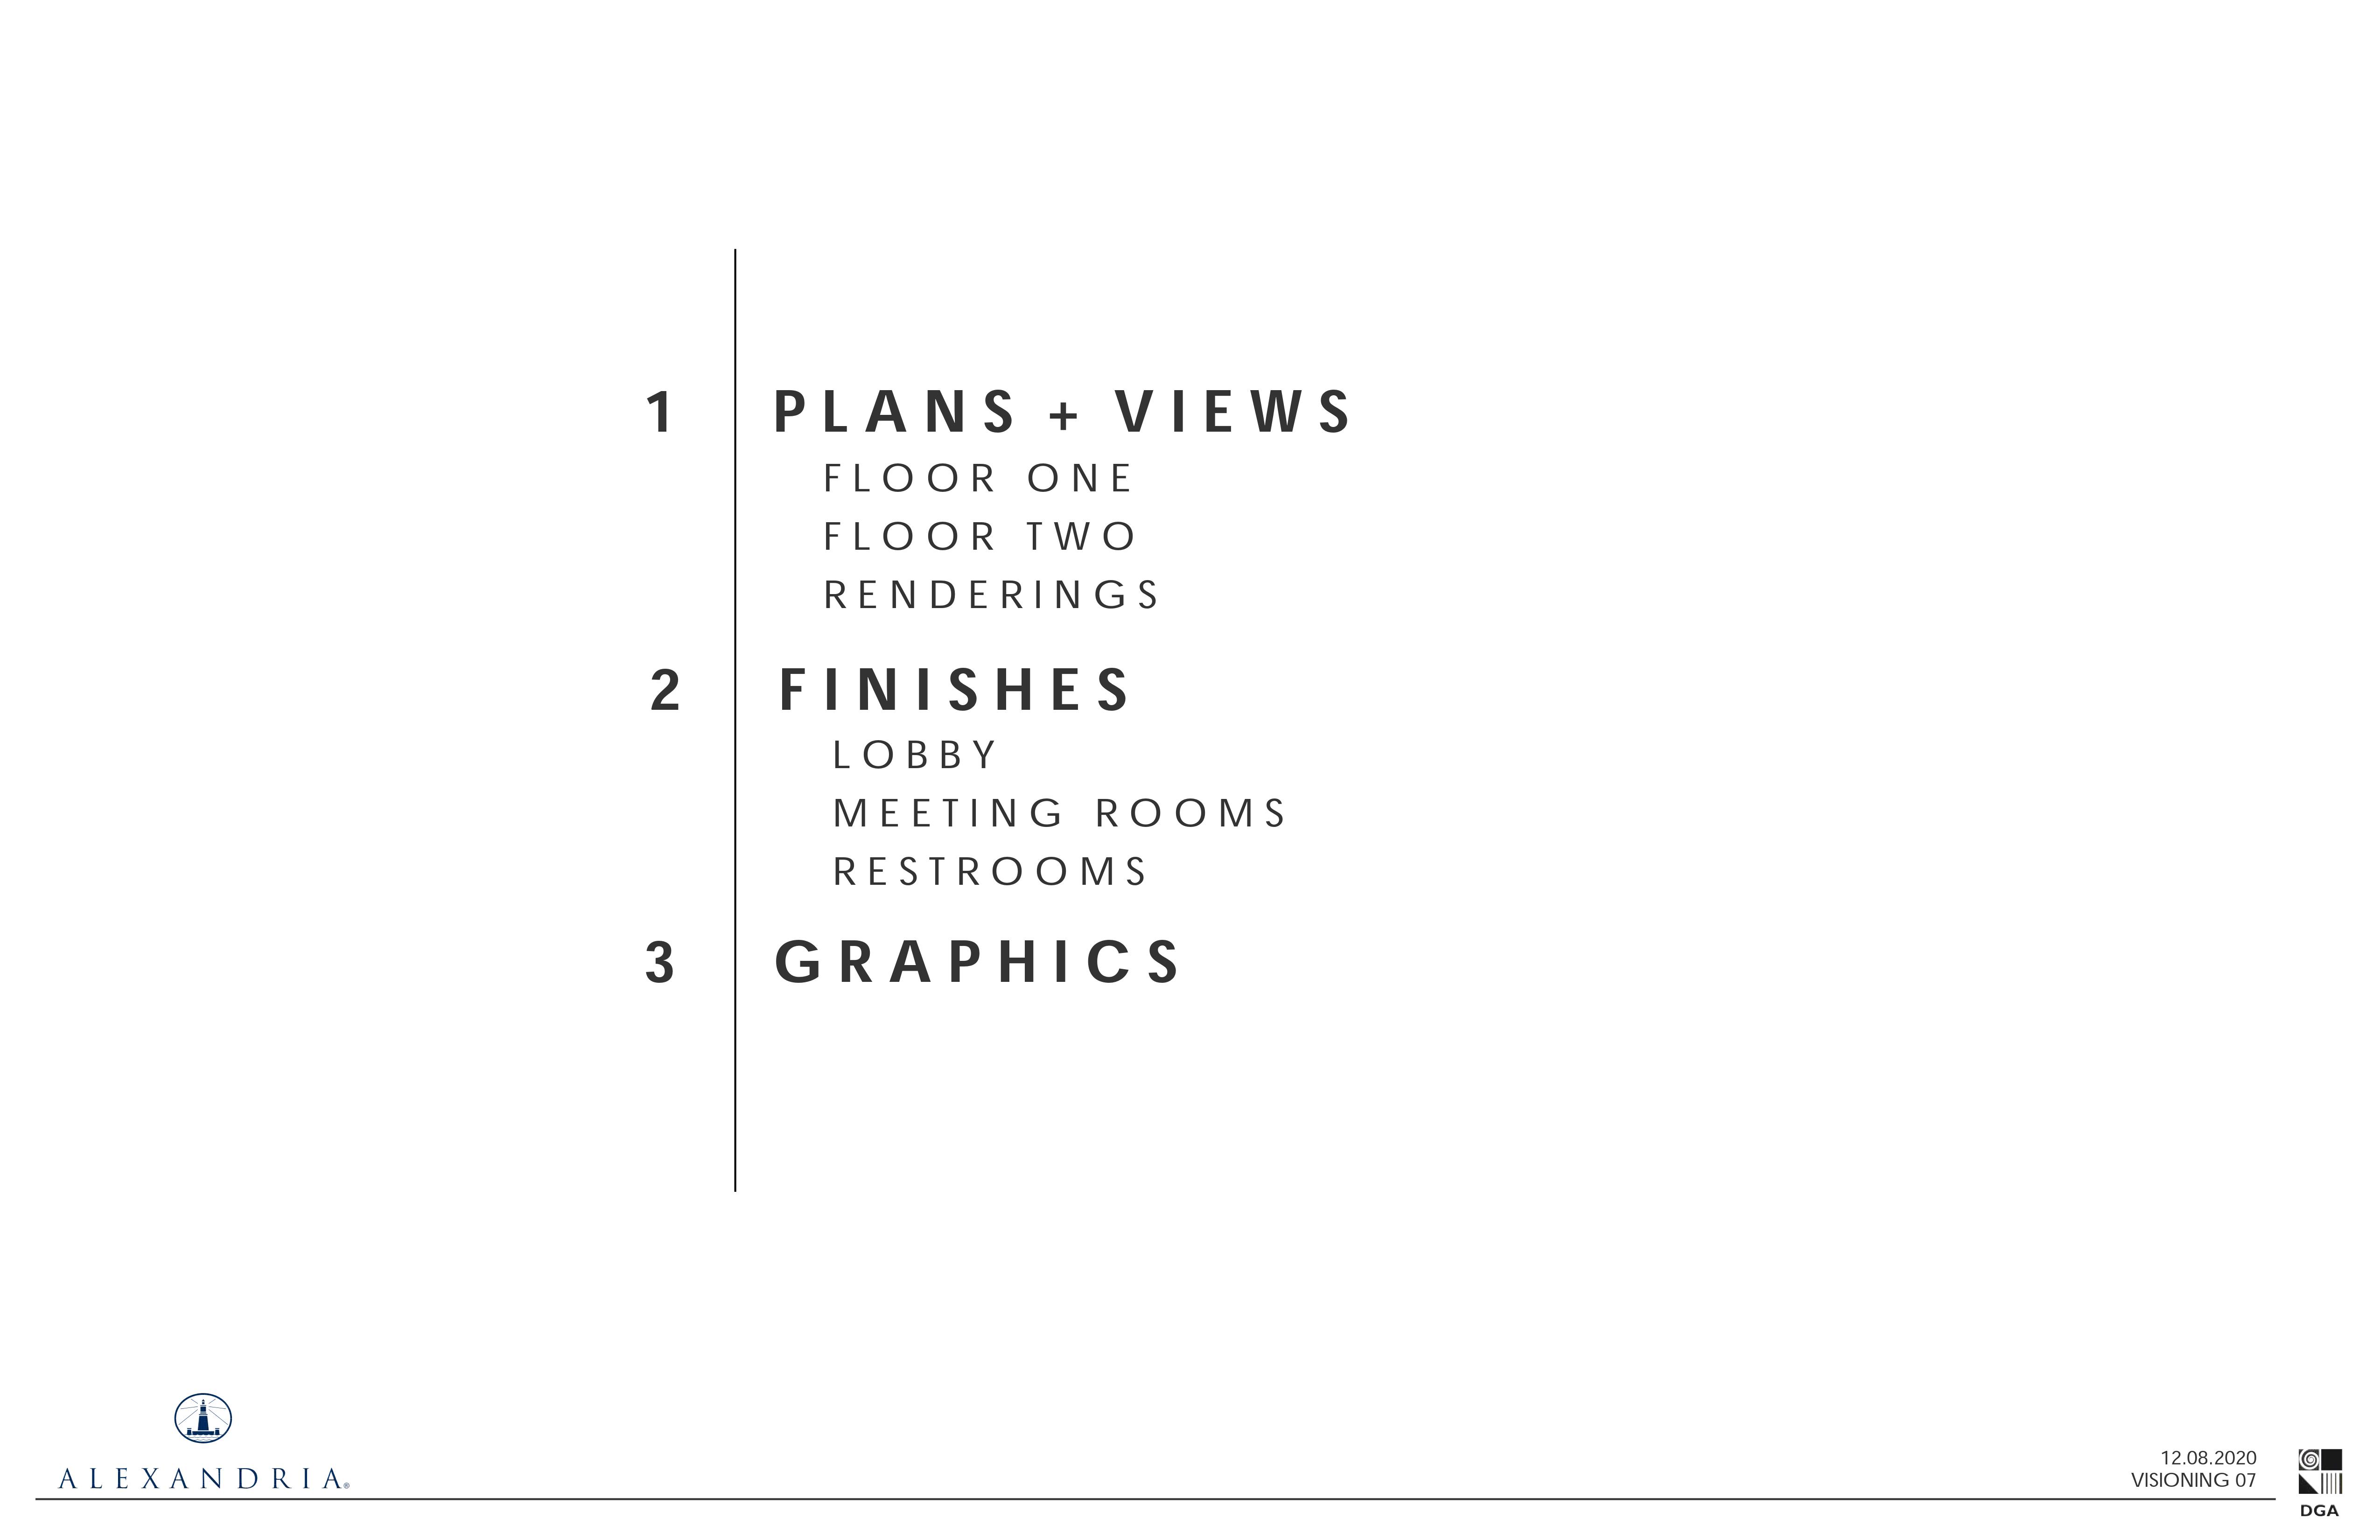 1 PLANS + VIEWS
FLOOR ONE
FLOOR TWO
RENDERINGS
2 FINISHES
LOBBY
MEETING ROOMS
RESTROOMS
3 GRAPHICS
ALEXANDRIA®
12.08.2020
VISIONING 07
DGA